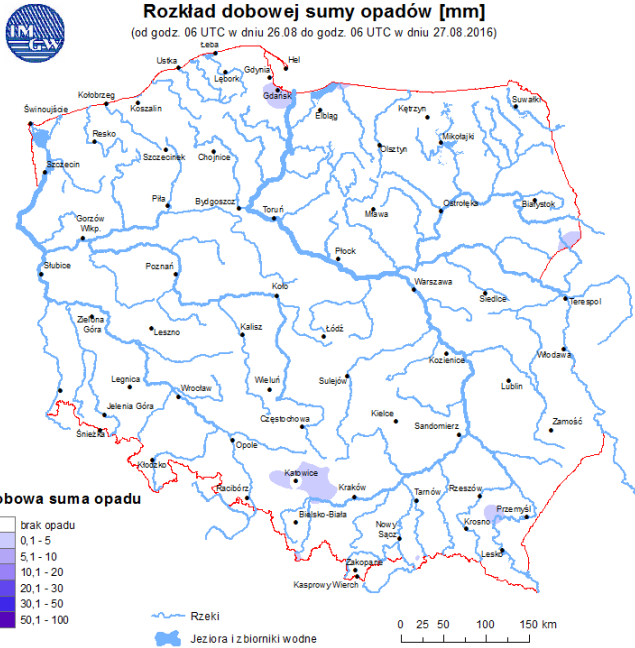 IM
G.W
Rozkład dobowej sumy opadów [mm]
(od godz. 06 UTC w dniu 26.08 do godz. 06 UTC w dniu 27.08.2016)
Łeba
Hel
Ustka
Gdynia
Lębork
Gdańsk
Suwałki
Kołobrzeg
Koszalin
Kętrzyn
Świnoujście
Elbląg
Resko
Mikołajki
Olsztyn
Szczecinek
Chojnice
Szczecin
Piła
Bydgoszcz
Ostrołęka
Białystok
Toruń
Mława
Gorzów
Wlkp.
Płock
Słubice
Poznań
Koło
Warszawa
Siedlce
Terespol
Zielona
Góra
Leszno
Kalisz
Łódź
Kozienice
Włodawa
Legnica
Wrocław
Wieluń
Sulejów
Lublin
Jelenia Góra
Częstochowa
Kielce
Sandomierz
Zamość
Śnieżka
Opole
Kłodzko
Katowice
Racibórz
Kraków
Tarnów
Rzeszów
Przemyśl
Bielsko-Biała
Nowy
Sącz
Krosno
Lesko
Zakopane
Kasprowy Wierch
obowa suma opadu
brak opadu
0,1 - 5
5,1 - 10
10,1 - 20
20,1 - 30
30,1 - 50
50,1 - 100
Rzeki
Jeziora i zbiorniki wodne
0 25 50 100 150 km